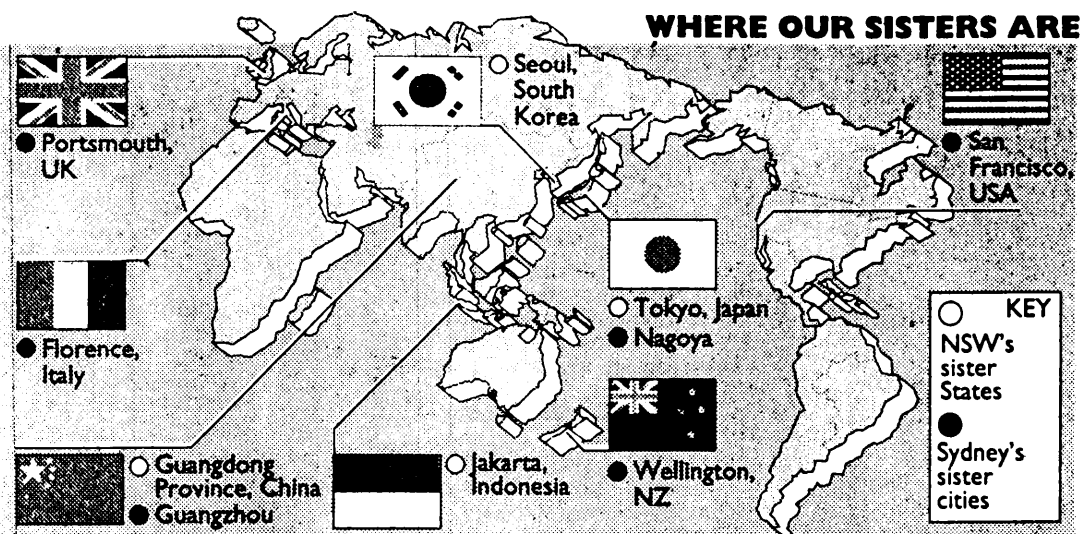 WHERE OUR SISTERS ARE
Portsmouth,
UK
Seoul,
South
Korea
San
Francisco,
USA
Florence,
Italy
Tokyo, Japan
Nagoya
KEY
NSW's
sister
States
Sydney's
sister
cities
Guangdong
Province, China
Guangzhou
Jakarta,
Indonesia
Wellington,
NZ